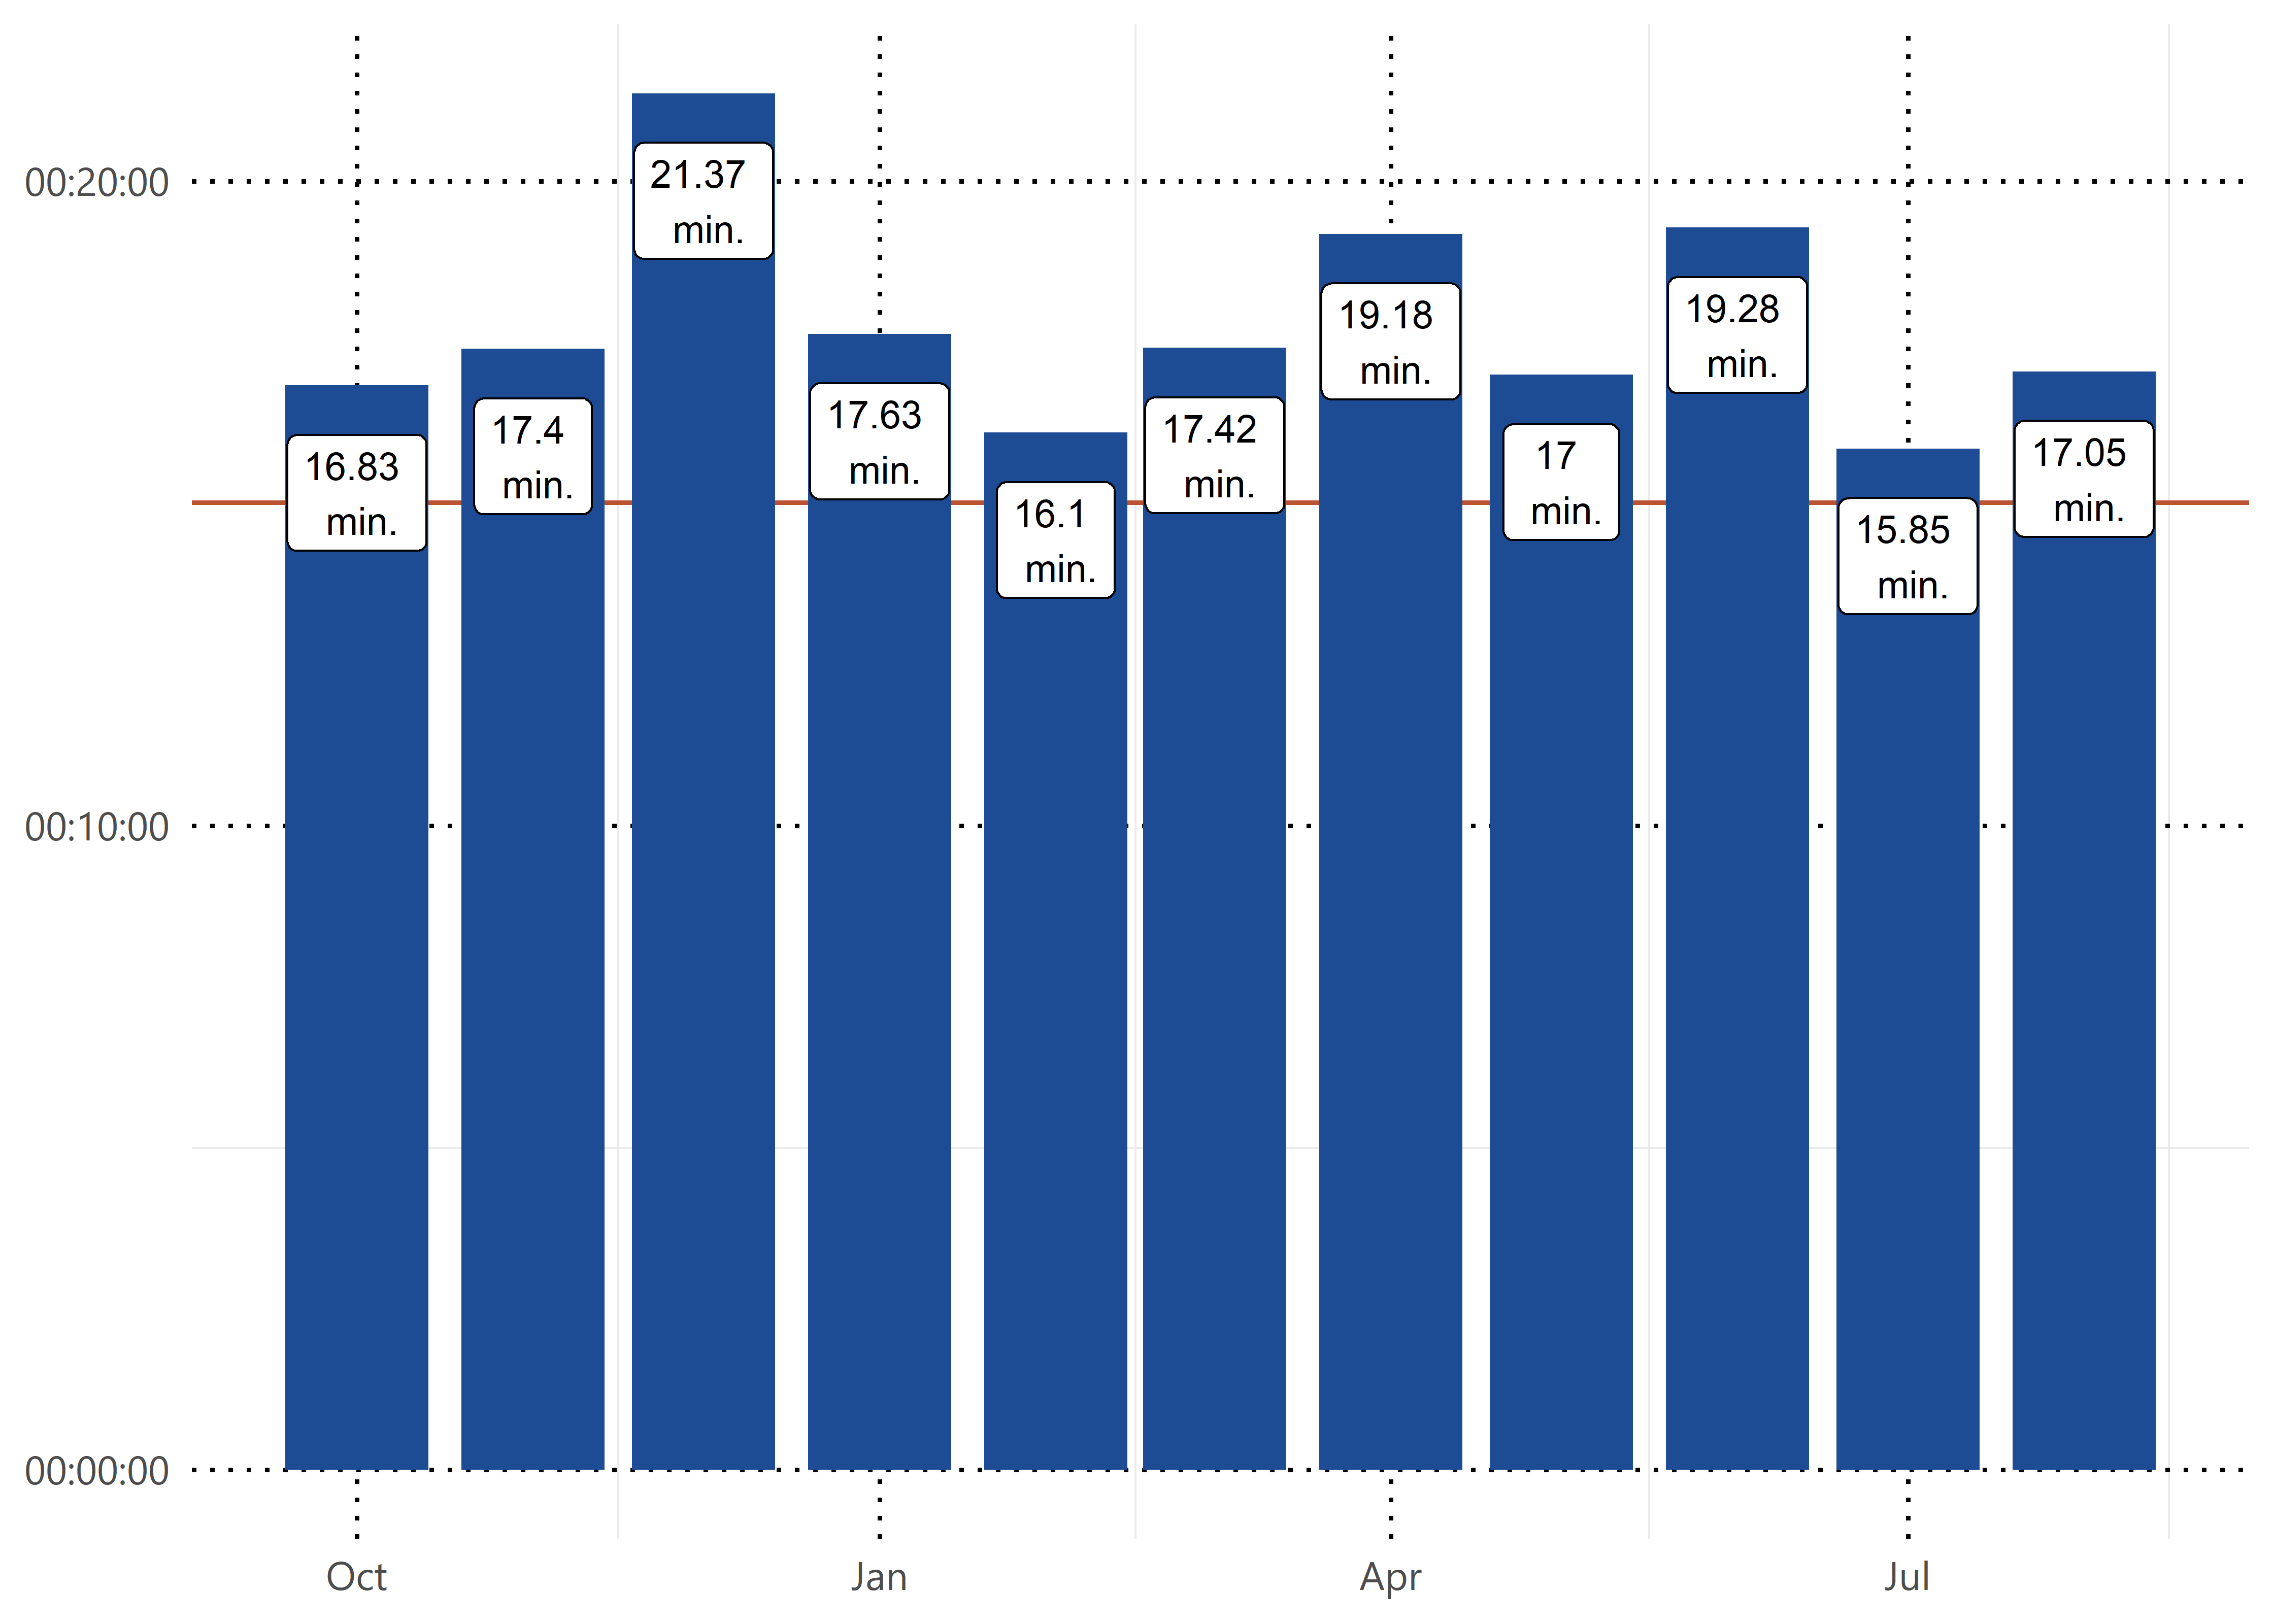 00:20:00
00:10:00
00:00:00
16.83
min.
17.4
min.
21.37
min.
17.63
min.
16.1
min.
17.42
min.
19.18
min.
17
min.
19.28
min.
15.85
min.
17.05
min.
Oct
Jan
Apr
Jul